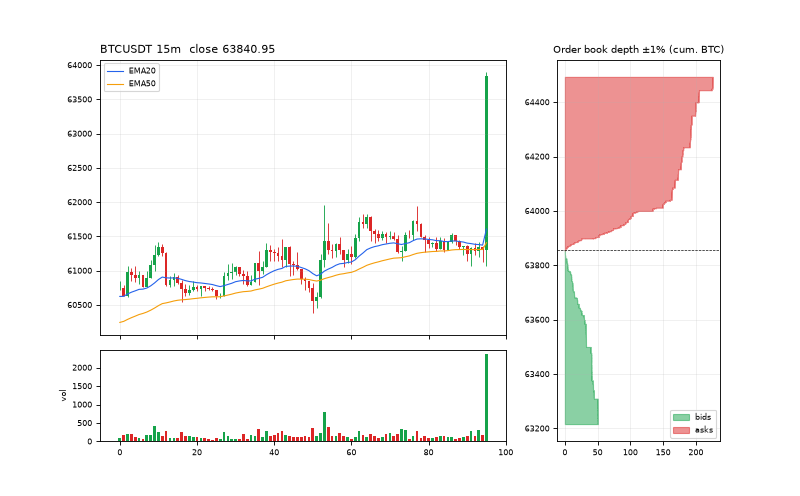 BTCUSDT 15m  close 63840.95
Order book depth ±1% (cum. BTC)
EMA20
EMA50
64000
63500
63000
62500
62000
61500
61000
60500
64400
64200
64000
63800
63600
63400
63200
vol
2000
1500
1000
500
0
bids
asks
0 20 40 60 80 100
0 50 100 150 200